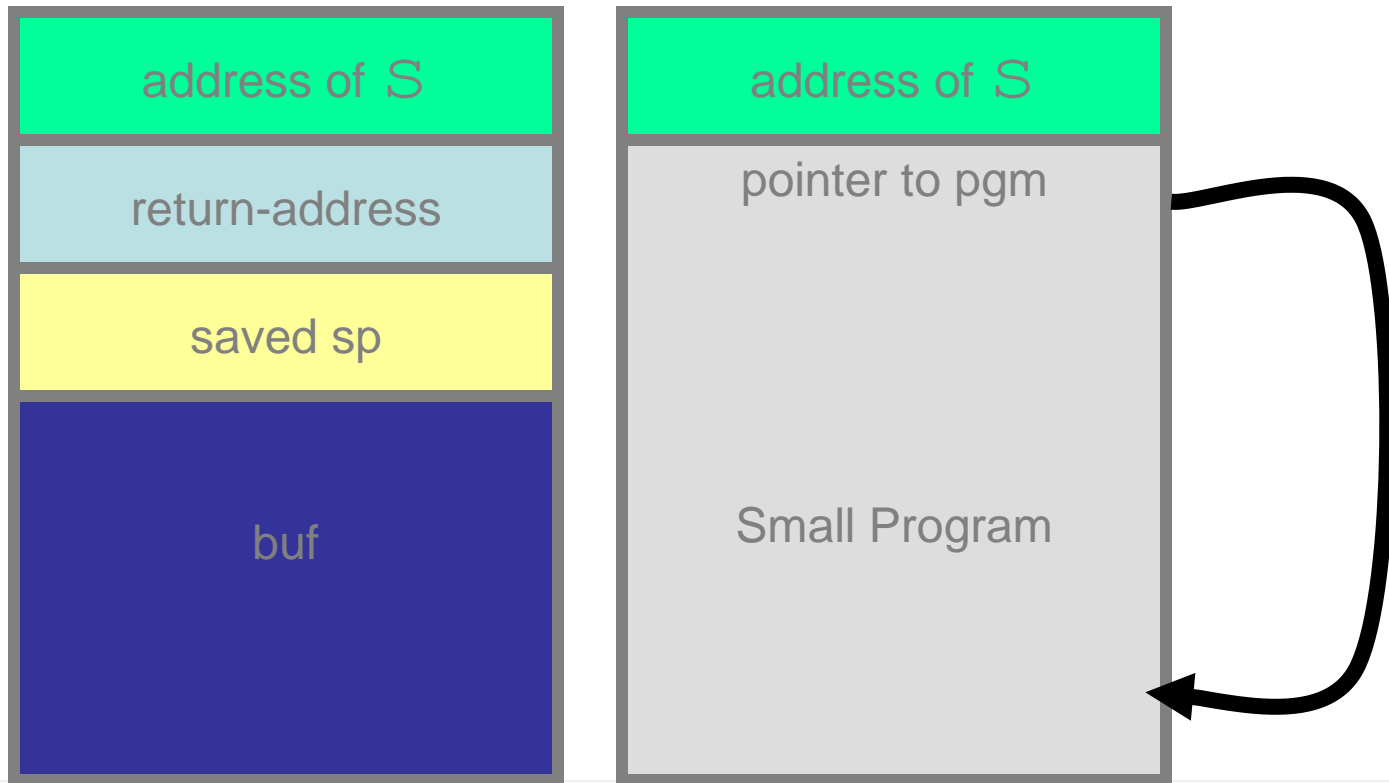 address of S
return-address
saved sp
buf
address of S
pointer to pgm
Small Program